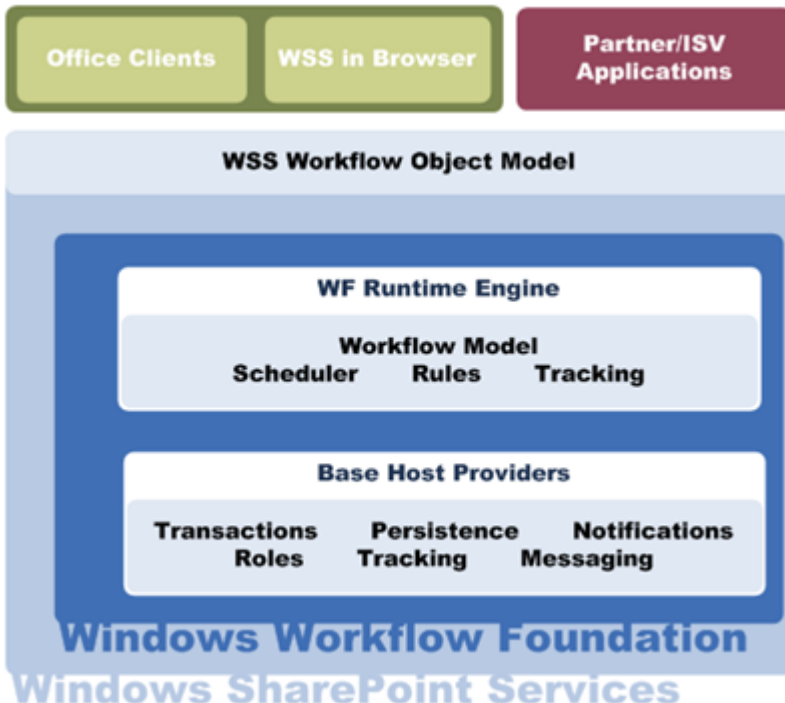 Office Clients
WSS in Browser
Partner/ISV
Applications
WSS Workflow Object Model
WF Runtime Engine
Workflow Model
Scheduler Rules Tracking
Base Host Providers
Transactions Persistence Notifications
Roles Tracking Messaging
Windows Workflow Foundation
Windows SharePoint Services